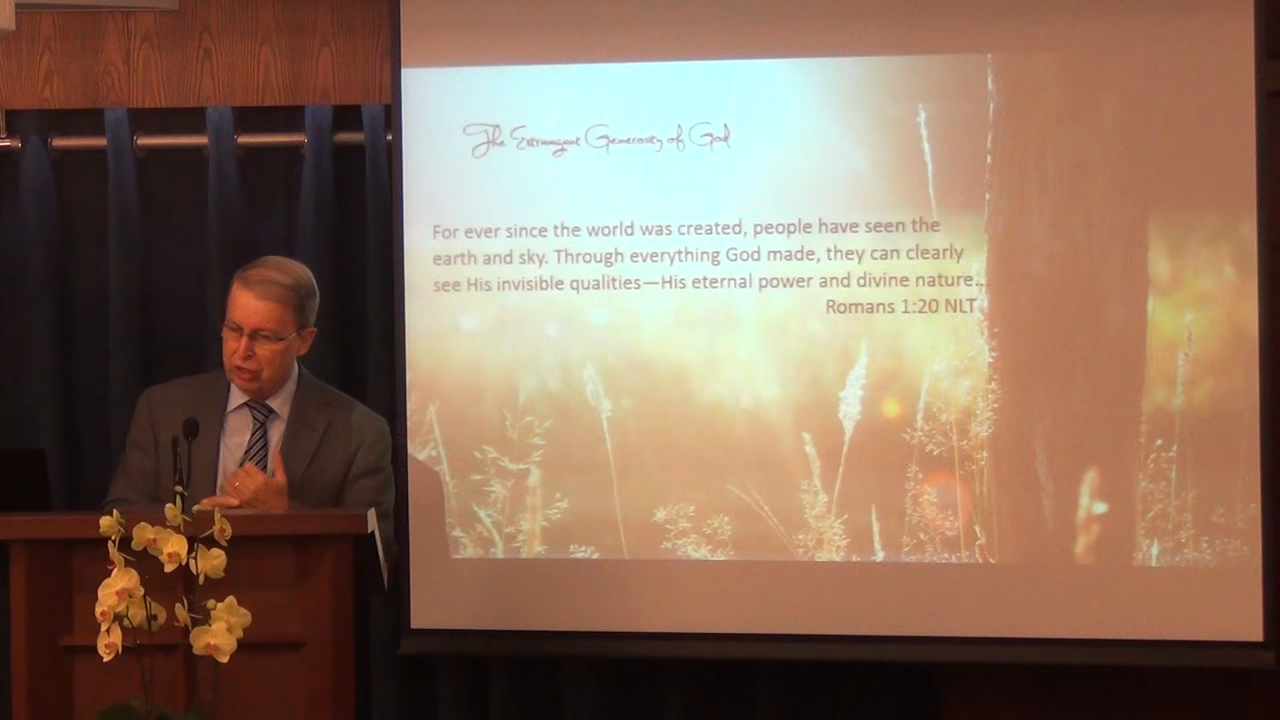 The Extravagant Generosity of God
For ever since the world was created, people have seen the
earth and sky. Through everything God made, they can clearly
see His invisible qualities—His eternal power and divine nature..
Romans 1:20 NLT